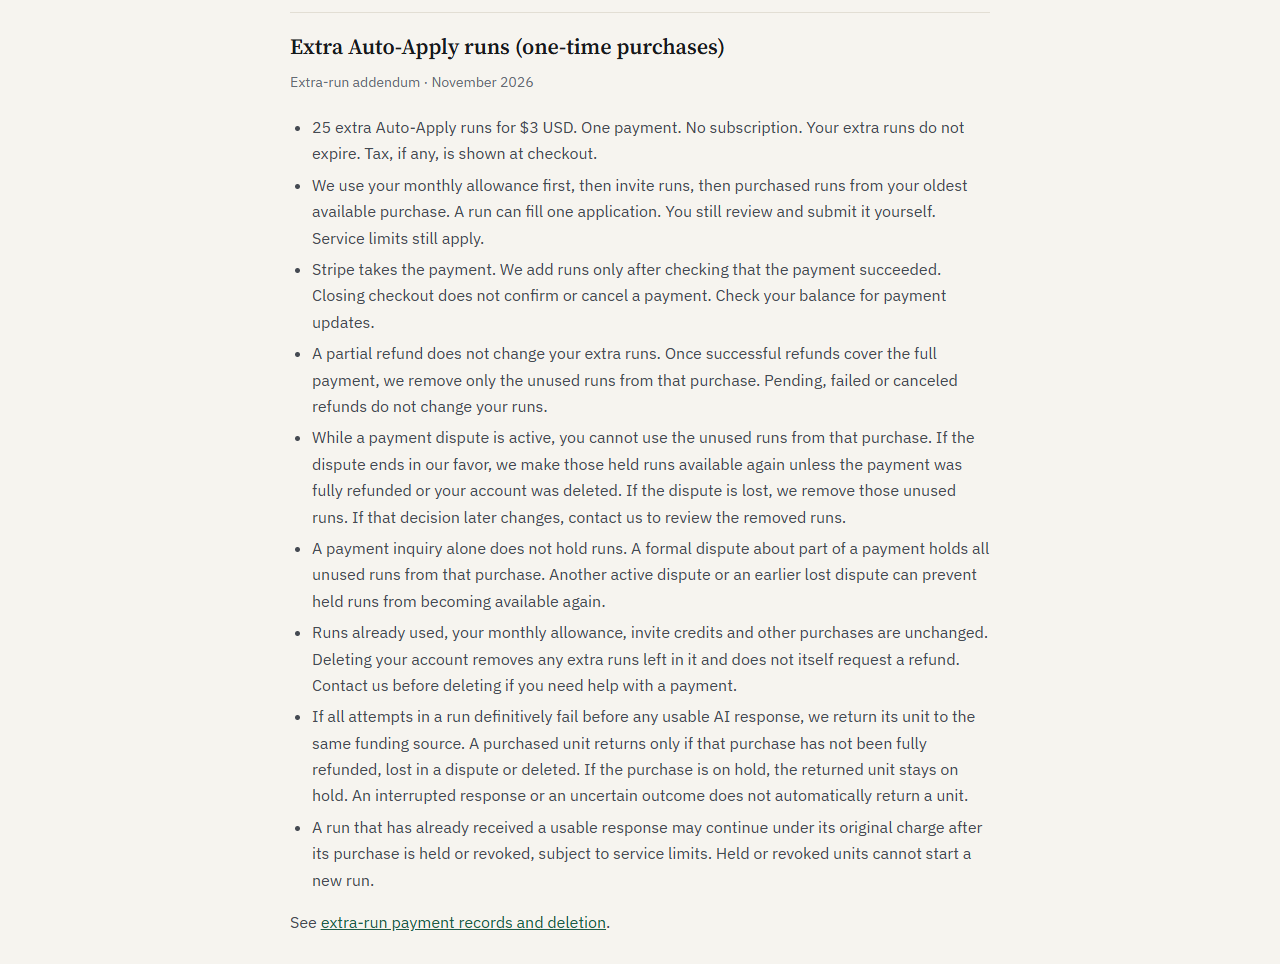 Extra Auto-Apply runs (one-time purchases)
Extra-run addendum · November 2026
• 25 extra Auto-Apply runs for $3 USD. One payment. No subscription. Your extra runs do not
expire. Tax, if any, is shown at checkout.
• We use your monthly allowance first, then invite runs, then purchased runs from your oldest
available purchase. A run can fill one application. You still review and submit it yourself.
Service limits still apply.
• Stripe takes the payment. We add runs only after checking that the payment succeeded.
Closing checkout does not confirm or cancel a payment. Check your balance for payment
updates.
• A partial refund does not change your extra runs. Once successful refunds cover the full
payment, we remove only the unused runs from that purchase. Pending, failed or canceled
refunds do not change your runs.
• While a payment dispute is active, you cannot use the unused runs from that purchase. If the
dispute ends in our favor, we make those held runs available again unless the payment was
fully refunded or your account was deleted. If the dispute is lost, we remove those unused
runs. If that decision later changes, contact us to review the removed runs.
• A payment inquiry alone does not hold runs. A formal dispute about part of a payment holds all
unused runs from that purchase. Another active dispute or an earlier lost dispute can prevent
held runs from becoming available again.
• Runs already used, your monthly allowance, invite credits and other purchases are unchanged.
Deleting your account removes any extra runs left in it and does not itself request a refund.
Contact us before deleting if you need help with a payment.
• If all attempts in a run definitively fail before any usable AI response, we return its unit to the
same funding source. A purchased unit returns only if that purchase has not been fully
refunded, lost in a dispute or deleted. If the purchase is on hold, the returned unit stays on
hold. An interrupted response or an uncertain outcome does not automatically return a unit.
• A run that has already received a usable response may continue under its original charge after
its purchase is held or revoked, subject to service limits. Held or revoked units cannot start a
new run.
See extra-run payment records and deletion.